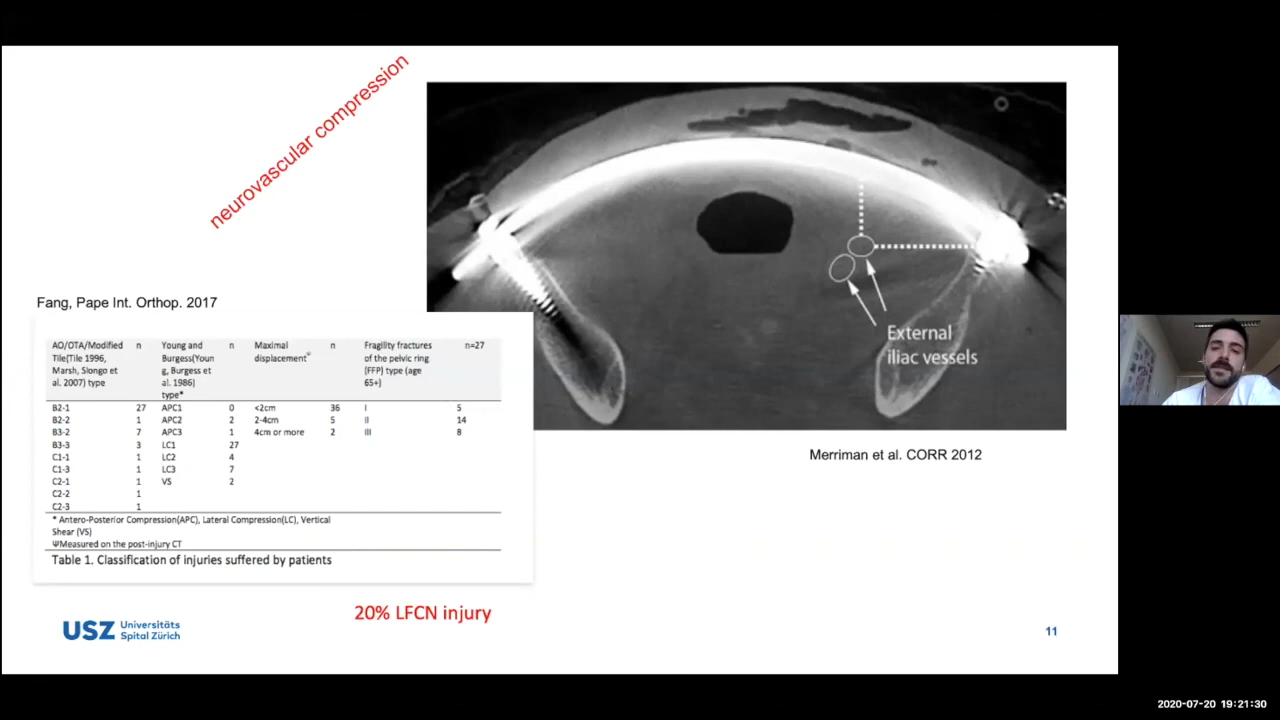 neurovascular compression
External
iliac vessels
Merriman et al. CORR 2012
Fang, Pape Int. Orthop. 2017
AO/OTA/Modified Tile(Tile 1996, Marsh, Slongo et al. 2007) type n Young and Burgess(Young, Burgess et al. 1986) type* n Maximal displacementΨ n Fragility fractures of the pelvic ring (FFP) type (age 65+) n=27
B2-1 27 APC1 0 <2cm 36 I 5
B2-2 1 APC2 2 2-4cm 5 II 14
B3-2 7 APC3 1 4cm or more 2 III 8
B3-3 3 LC1 27
C1-1 1 LC2 4
C1-3 1 LC3 7
C2-1 1 VS 2
C2-2 1
C2-3 1
* Antero-Posterior Compression(APC), Lateral Compression(LC), Vertical
Shear (VS)
ΨMeasured on the post-injury CT
Table 1. Classification of injuries suffered by patients
20% LFCN injury
USZ Universitäts
Spital Zürich
11
2020-07-20 19:21:30